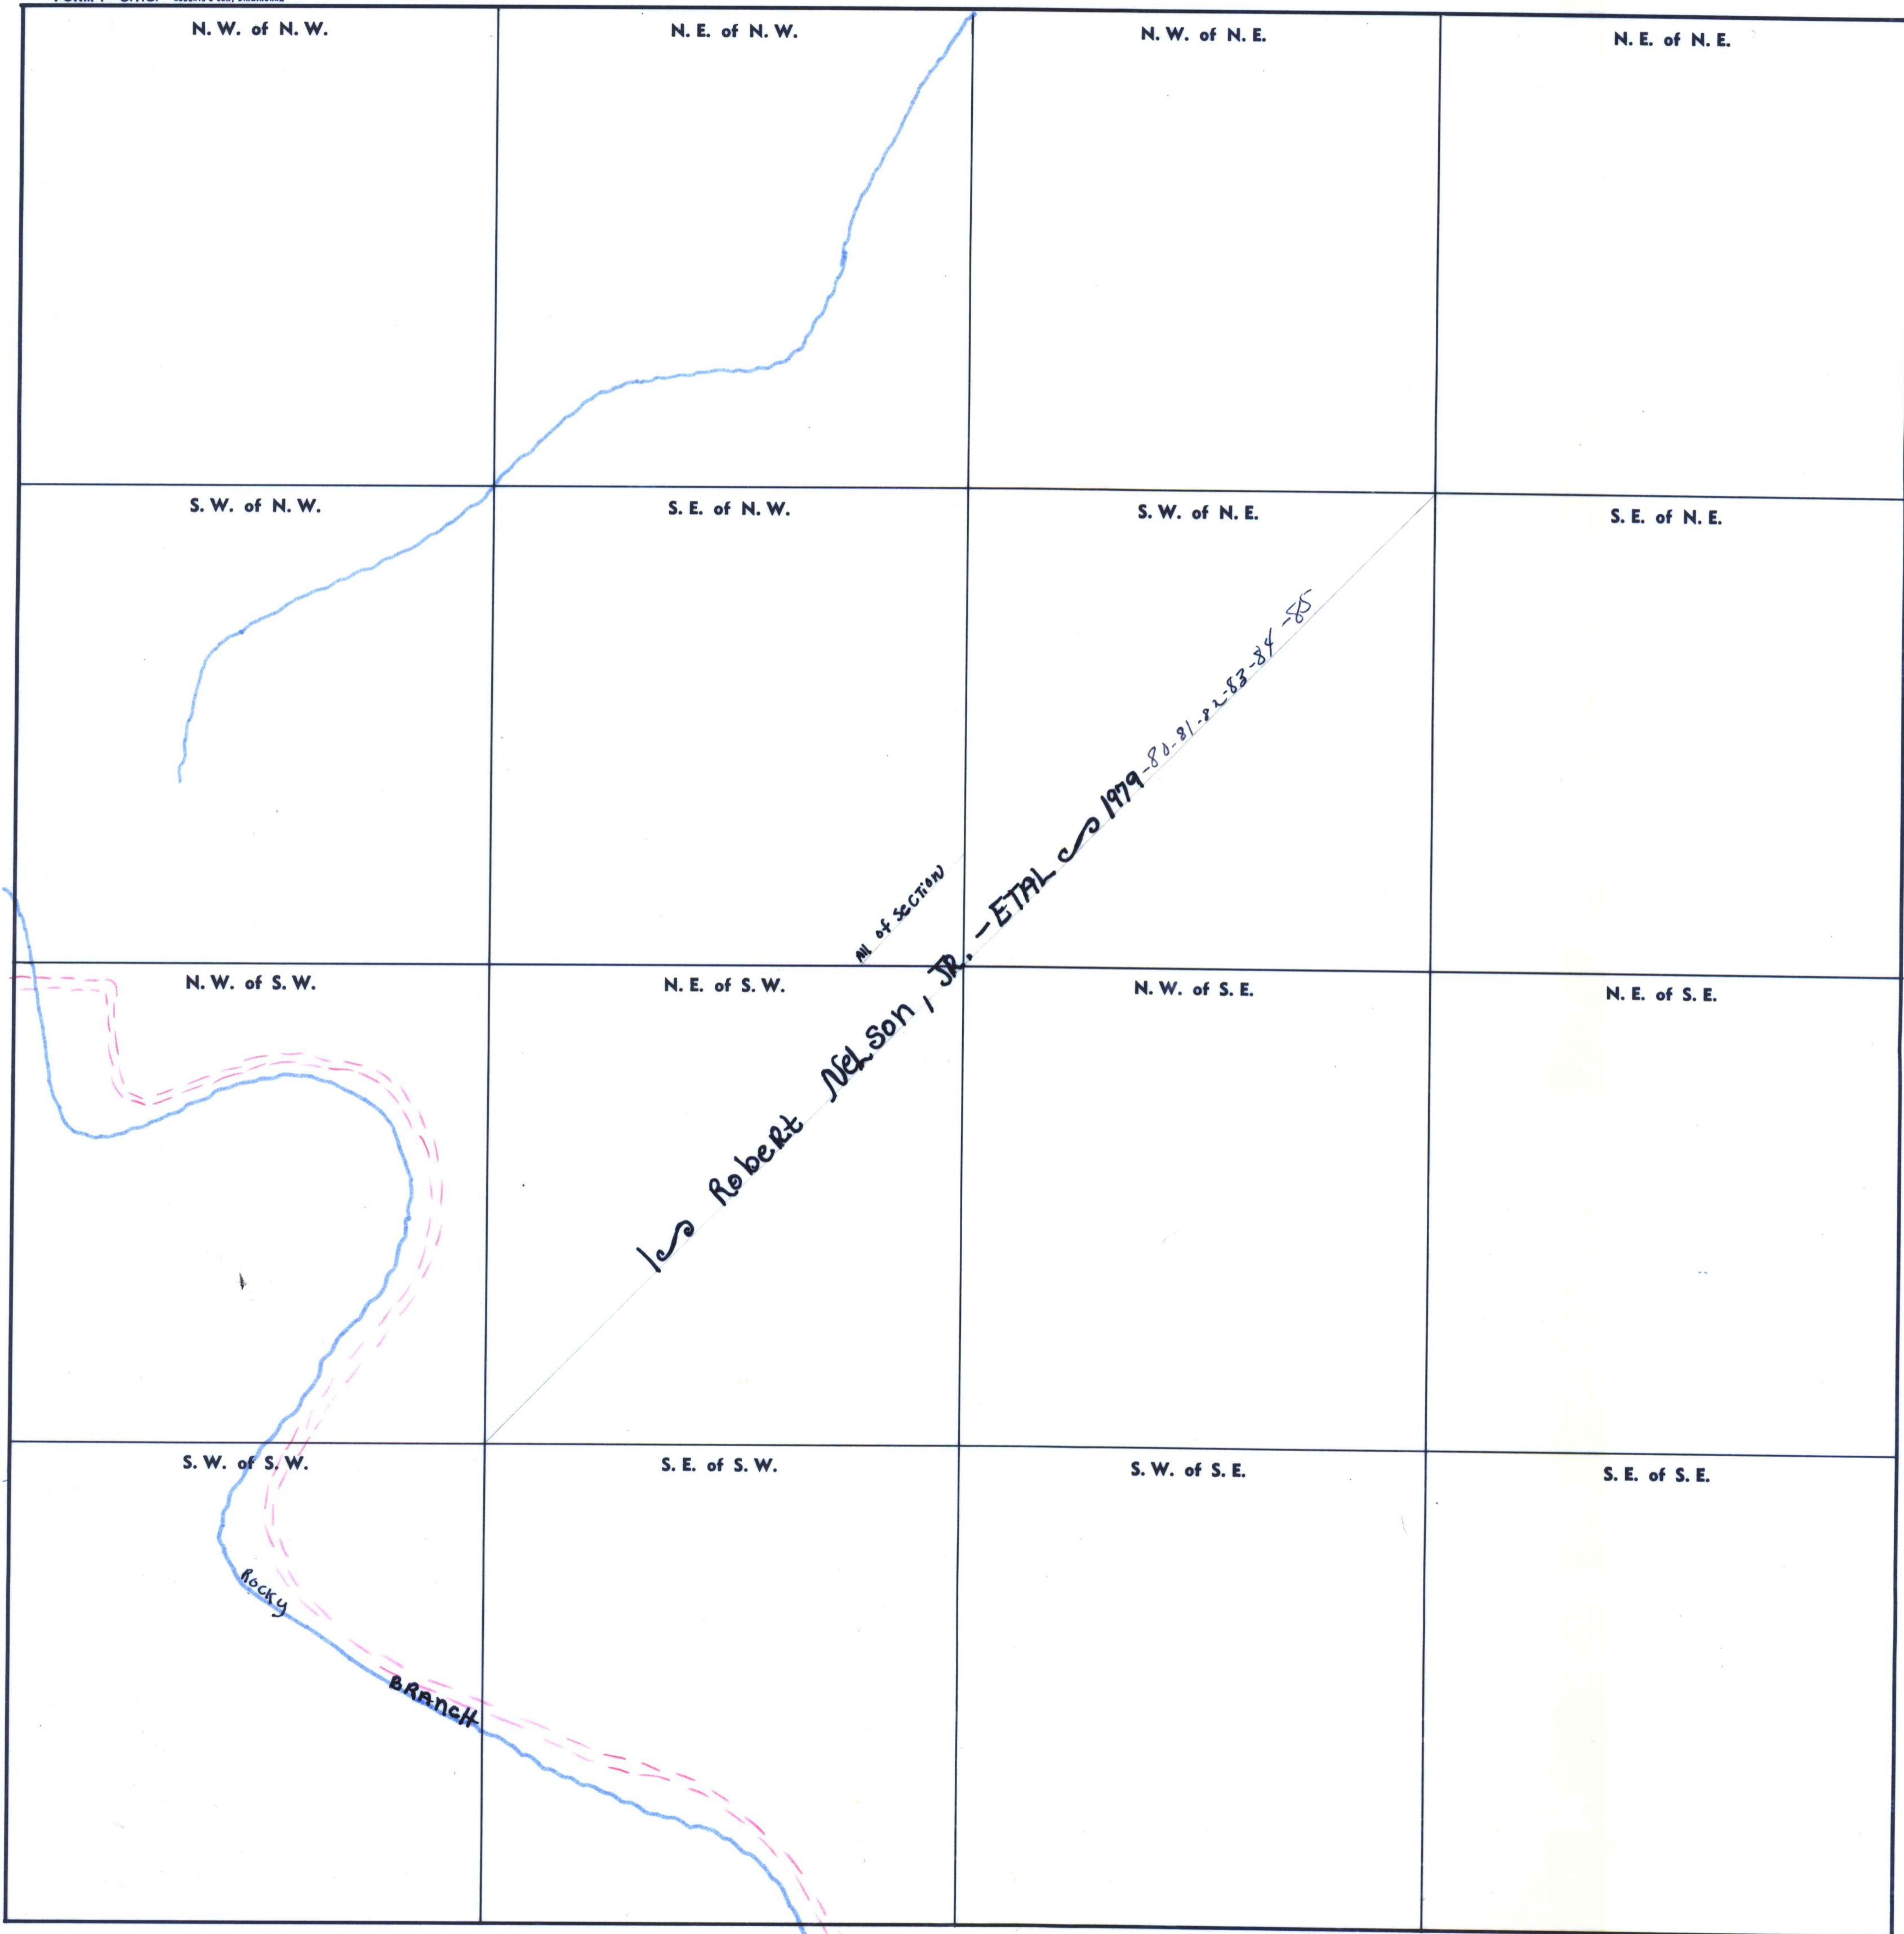 N. W. of N. W.
N. E. of N. W.
N. W. of N. E.
N. E. of N. E.
S. W. of N. W.
S. E. of N. W.
S. W. of N. E.
S. E. of N. E.
All of Section
1 Robert Nelson, JR. - ETAL 1979-80-81-82-83-84-85
N. W. of S. W.
N. E. of S. W.
N. W. of S. E.
N. E. of S. E.
S. W. of S. W.
S. E. of S. W.
S. W. of S. E.
S. E. of S. E.
Rocky
BRANCH